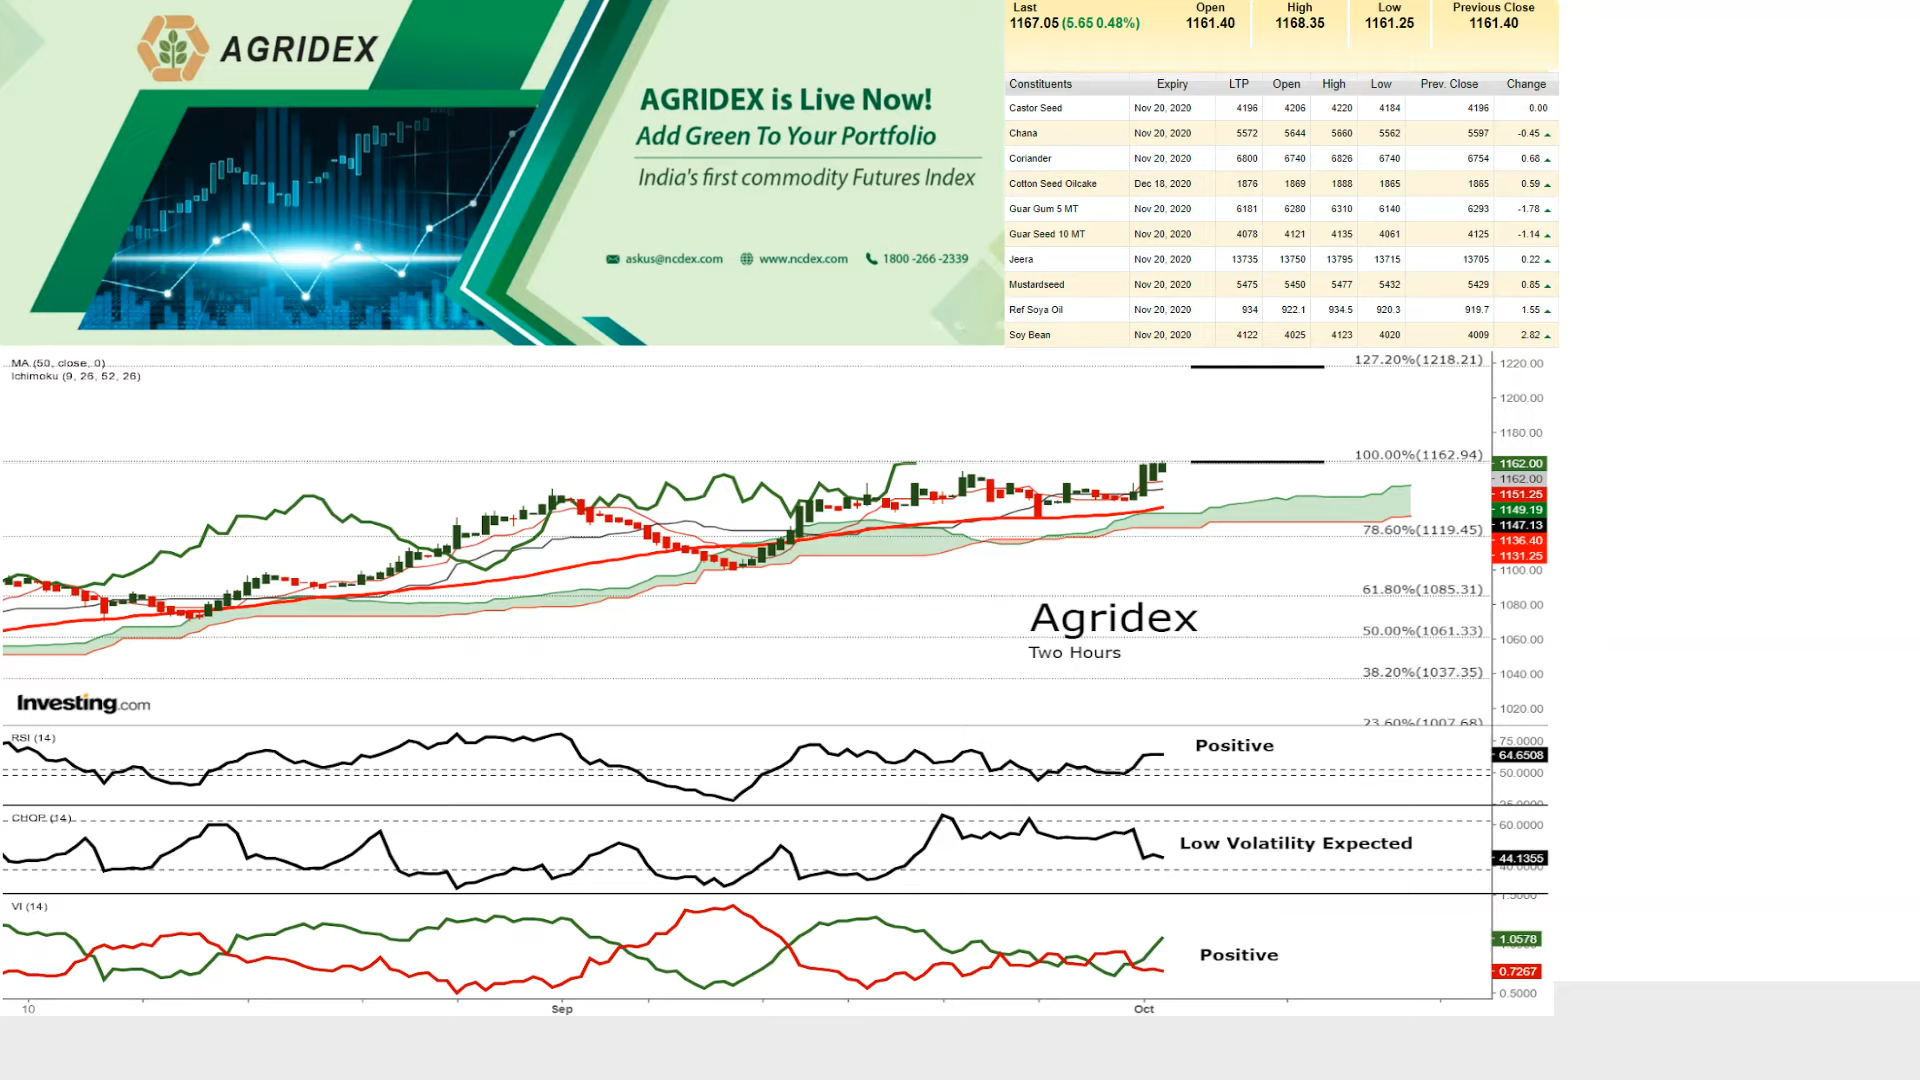 AGRIDEX
AGRIDEX is Live Now!
Add Green To Your Portfolio
India's first commodity Futures Index
askus@ncdex.com www.ncdex.com 1800 -266 -2339
Last Open High Low Previous Close
1167.05 (5.65 0.48%) 1161.40 1168.35 1161.25 1161.40
Constituents Expiry LTP Open High Low Prev. Close Change
Castor Seed Nov 20, 2020 4196 4206 4220 4184 4196 0.00
Chana Nov 20, 2020 5572 5644 5660 5562 5597 -0.45
Coriander Nov 20, 2020 6800 6740 6826 6740 6754 0.68
Cotton Seed Oilcake Dec 18, 2020 1876 1869 1888 1865 1865 0.59
Guar Gum 5 MT Nov 20, 2020 6181 6280 6310 6140 6293 -1.78
Guar Seed 10 MT Nov 20, 2020 4078 4121 4135 4061 4125 -1.14
Jeera Nov 20, 2020 13735 13750 13795 13715 13705 0.22
Mustardseed Nov 20, 2020 5475 5450 5477 5432 5429 0.85
Ref Soya Oil Nov 20, 2020 934 922.1 934.5 920.3 919.7 1.55
Soy Bean Nov 20, 2020 4122 4025 4123 4020 4009 2.82
MA (50, close, 0)
Ichimoku (9, 26, 52, 26)
127.20%(1218.21)
100.00%(1162.94)
78.60%(1119.45)
61.80%(1085.31)
50.00%(1061.33)
38.20%(1037.35)
23.60%(1007.68)
1220.00
1200.00
1180.00
1162.00
1162.00
1151.25
1149.19
1147.13
1136.40
1131.25
1100.00
1080.00
1060.00
1040.00
1020.00
Agridex
Two Hours
Investing.com
RSI (14)
Positive
75.0000
64.6508
50.0000
25.0000
CHOP (14)
Low Volatility Expected
60.0000
44.1355
40.0000
VI (14)
Positive
1.5000
1.0578
0.7267
0.5000
10 Sep Oct